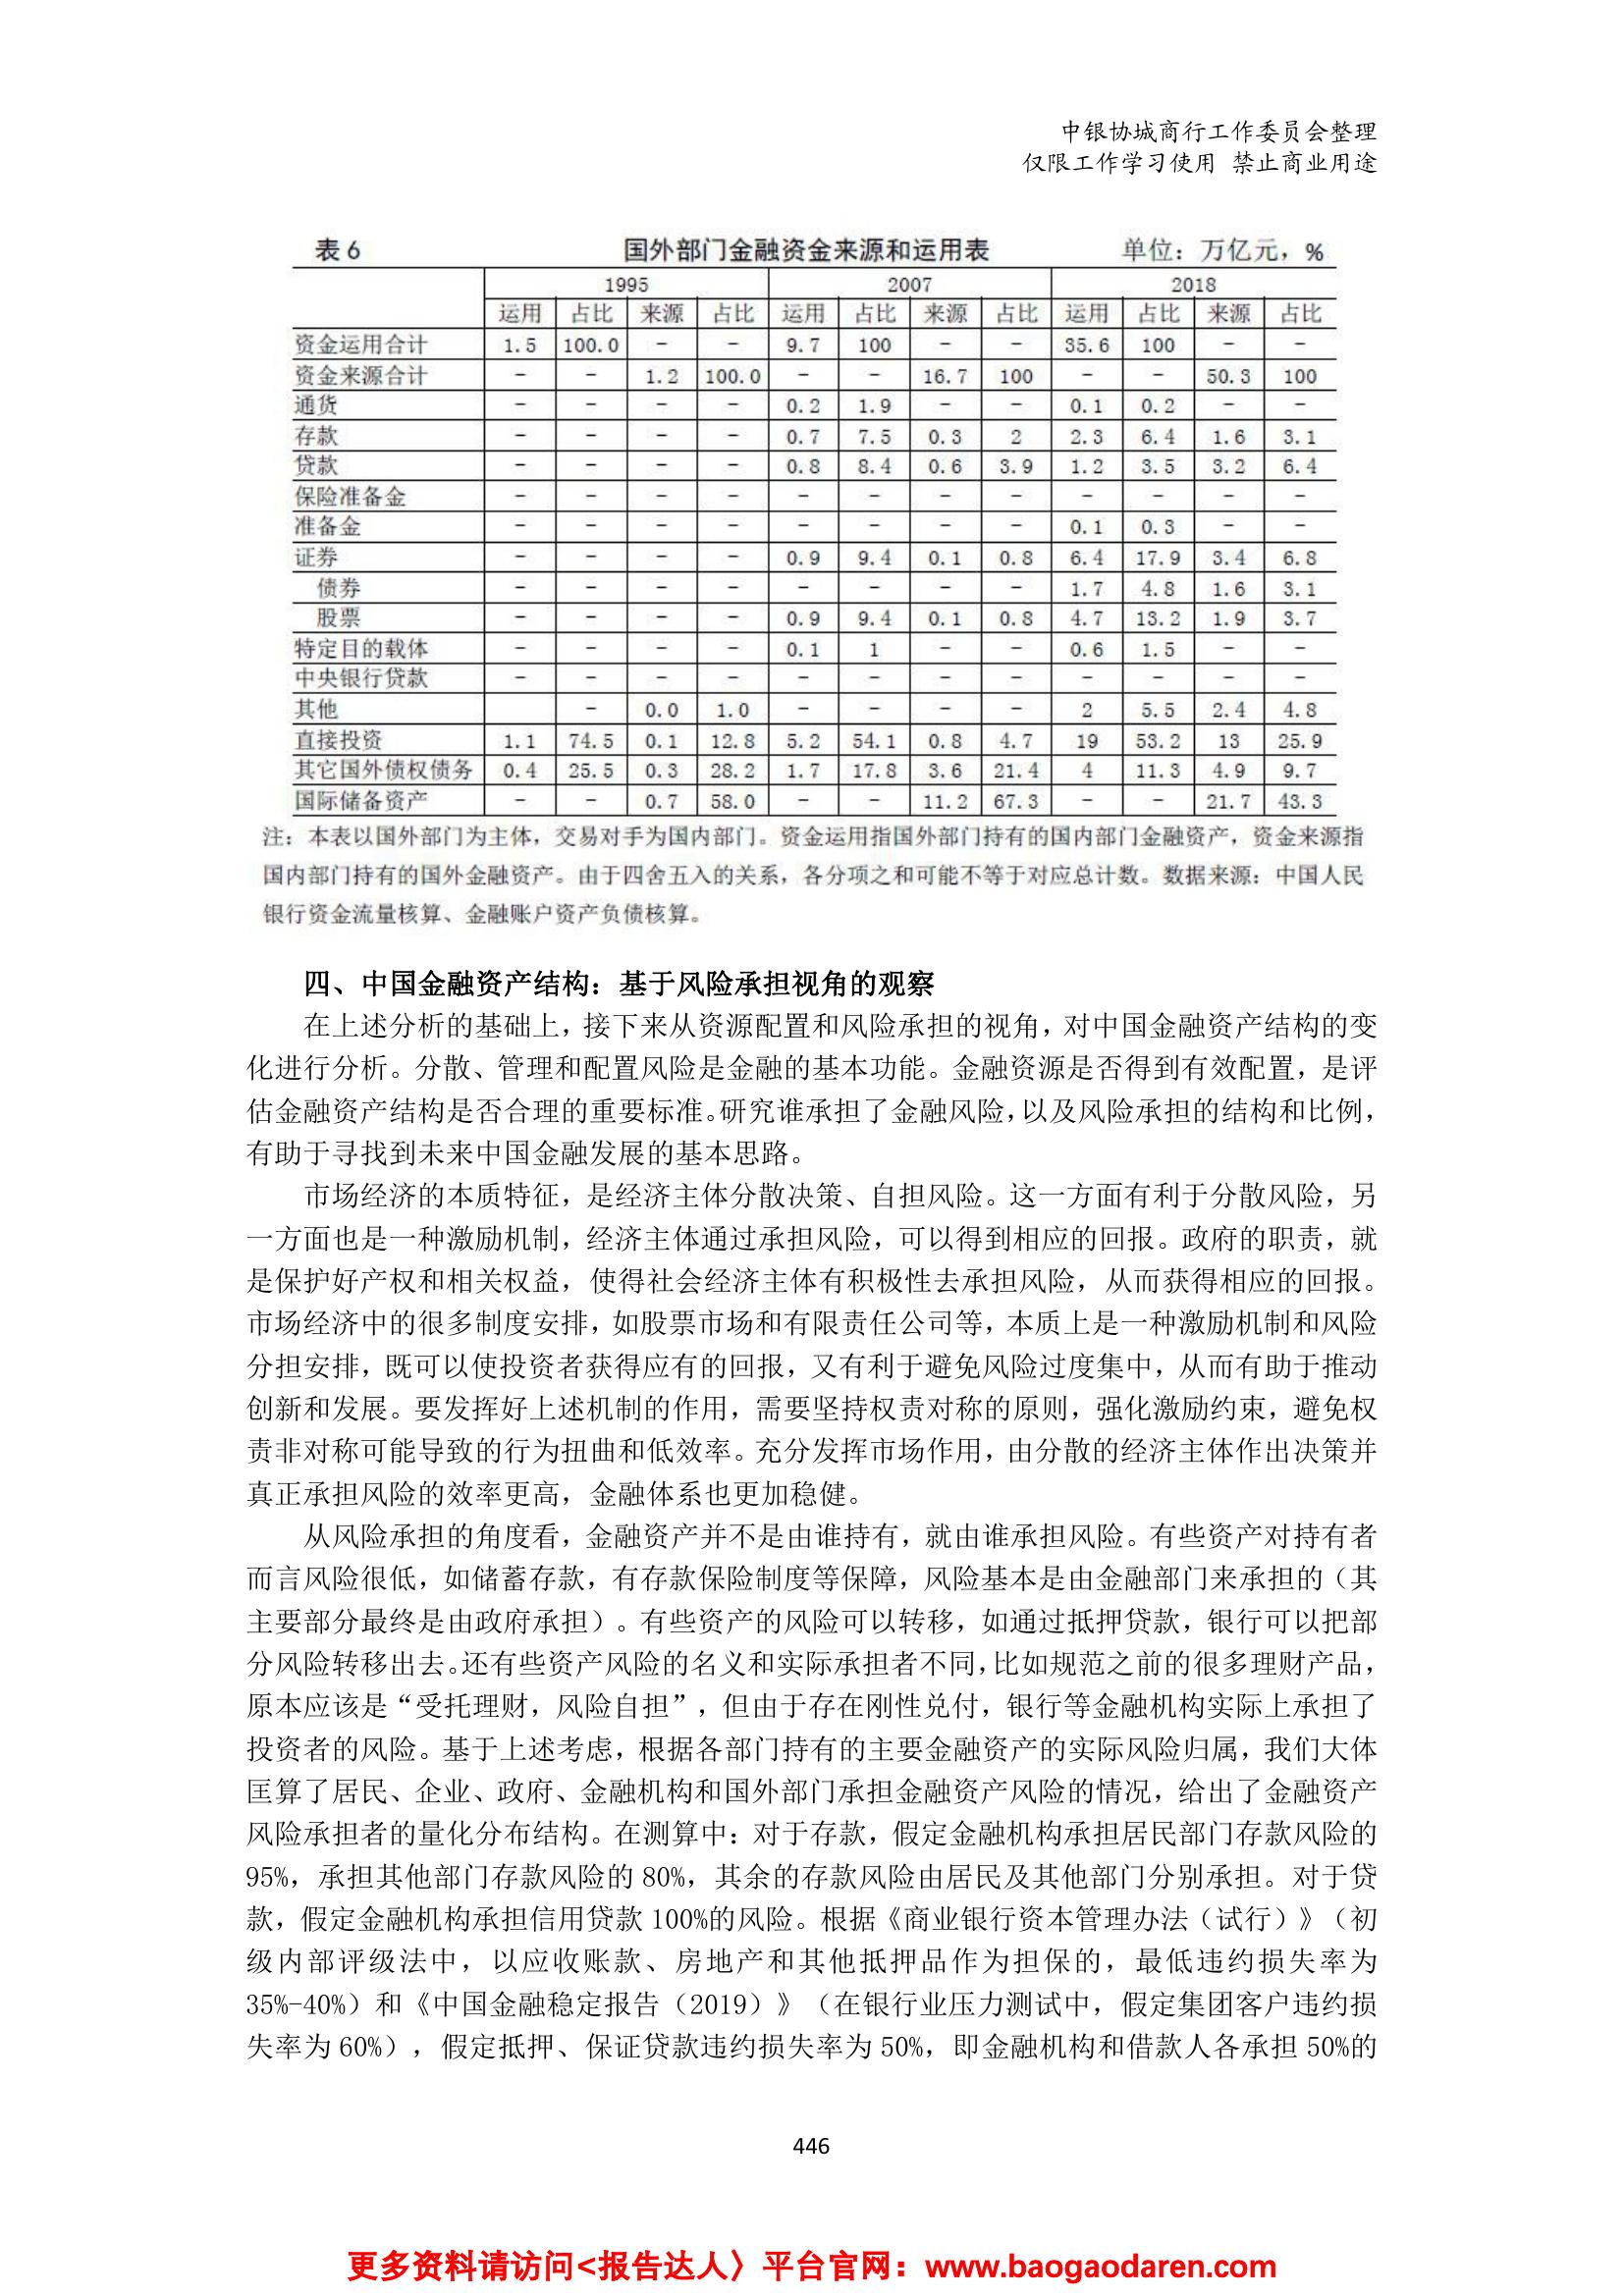 中银协城商行工作委员会整理
仅限工作学习使用 禁止商业用途
表 6 国外部门金融资金来源和运用表 单位：万亿元，%
1995 2007 2018
运用 占比 来源 占比 运用 占比 来源 占比 运用 占比 来源 占比
资金运用合计 1.5 100.0 － － 9.7 100 － － 35.6 100 － －
资金来源合计 － － 1.2 100.0 － － 16.7 100 － － 50.3 100
通货 － － － － 0.2 1.9 － － 0.1 0.2 － －
存款 － － － － 0.7 7.5 0.3 2 2.3 6.4 1.6 3.1
贷款 － － － － 0.8 8.4 0.6 3.9 1.2 3.5 3.2 6.4
保险准备金 － － － － － － － － － － － －
准备金 － － － － － － － － 0.1 0.3 － －
证券 － － － － 0.9 9.4 0.1 0.8 6.4 17.9 3.4 6.8
债券 － － － － － － － － 1.7 4.8 1.6 3.1
股票 － － － － 0.9 9.4 0.1 0.8 4.7 13.2 1.9 3.7
特定目的载体 － － － － 0.1 1 － － 0.6 1.5 － －
中央银行贷款 － － － － － － － － － － － －
其他 － 0.0 1.0 － － － － 2 5.5 2.4 4.8
直接投资 1.1 74.5 0.1 12.8 5.2 54.1 0.8 4.7 19 53.2 13 25.9
其它国外债权债务 0.4 25.5 0.3 28.2 1.7 17.8 3.6 21.4 4 11.3 4.9 9.7
国际储备资产 － － 0.7 58.0 － － 11.2 67.3 － － 21.7 43.3
注：本表以国外部门为主体，交易对手为国内部门。资金运用指国外部门持有的国内部门金融资产，资金来源指
国内部门持有的国外金融资产。由于四舍五入的关系，各分项之和可能不等于对应总计数。数据来源：中国人民
银行资金流量核算、金融账户资产负债核算。
四、中国金融资产结构：基于风险承担视角的观察
在上述分析的基础上，接下来从资源配置和风险承担的视角，对中国金融资产结构的变
化进行分析。分散、管理和配置风险是金融的基本功能。金融资源是否得到有效配置，是评
估金融资产结构是否合理的重要标准。研究谁承担了金融风险，以及风险承担的结构和比例，
有助于寻找到未来中国金融发展的基本思路。
市场经济的本质特征，是经济主体分散决策、自担风险。这一方面有利于分散风险，另
一方面也是一种激励机制，经济主体通过承担风险，可以得到相应的回报。政府的职责，就
是保护好产权和相关权益，使得社会经济主体有积极性去承担风险，从而获得相应的回报。
市场经济中的很多制度安排，如股票市场和有限责任公司等，本质上是一种激励机制和风险
分担安排，既可以使投资者获得应有的回报，又有利于避免风险过度集中，从而有助于推动
创新和发展。要发挥好上述机制的作用，需要坚持权责对称的原则，强化激励约束，避免权
责非对称可能导致的行为扭曲和低效率。充分发挥市场作用，由分散的经济主体作出决策并
真正承担风险的效率更高，金融体系也更加稳健。
从风险承担的角度看，金融资产并不是由谁持有，就由谁承担风险。有些资产对持有者
而言风险很低，如储蓄存款，有存款保险制度等保障，风险基本是由金融部门来承担的（其
主要部分最终是由政府承担）。有些资产的风险可以转移，如通过抵押贷款，银行可以把部
分风险转移出去。还有些资产风险的名义和实际承担者不同，比如规范之前的很多理财产品，
原本应该是“受托理财，风险自担”，但由于存在刚性兑付，银行等金融机构实际上承担了
投资者的风险。基于上述考虑，根据各部门持有的主要金融资产的实际风险归属，我们大体
匡算了居民、企业、政府、金融机构和国外部门承担金融资产风险的情况，给出了金融资产
风险承担者的量化分布结构。在测算中：对于存款，假定金融机构承担居民部门存款风险的
95%，承担其他部门存款风险的 80%，其余的存款风险由居民及其他部门分别承担。对于贷
款，假定金融机构承担信用贷款 100%的风险。根据《商业银行资本管理办法（试行）》（初
级内部评级法中，以应收账款、房地产和其他抵押品作为担保的，最低违约损失率为
35%-40%）和《中国金融稳定报告（2019）》（在银行业压力测试中，假定集团客户违约损
失率为 60%），假定抵押、保证贷款违约损失率为 50%，即金融机构和借款人各承担 50%的
446
更多资料请访问<报告达人〉平台官网：www.baogaodaren.com